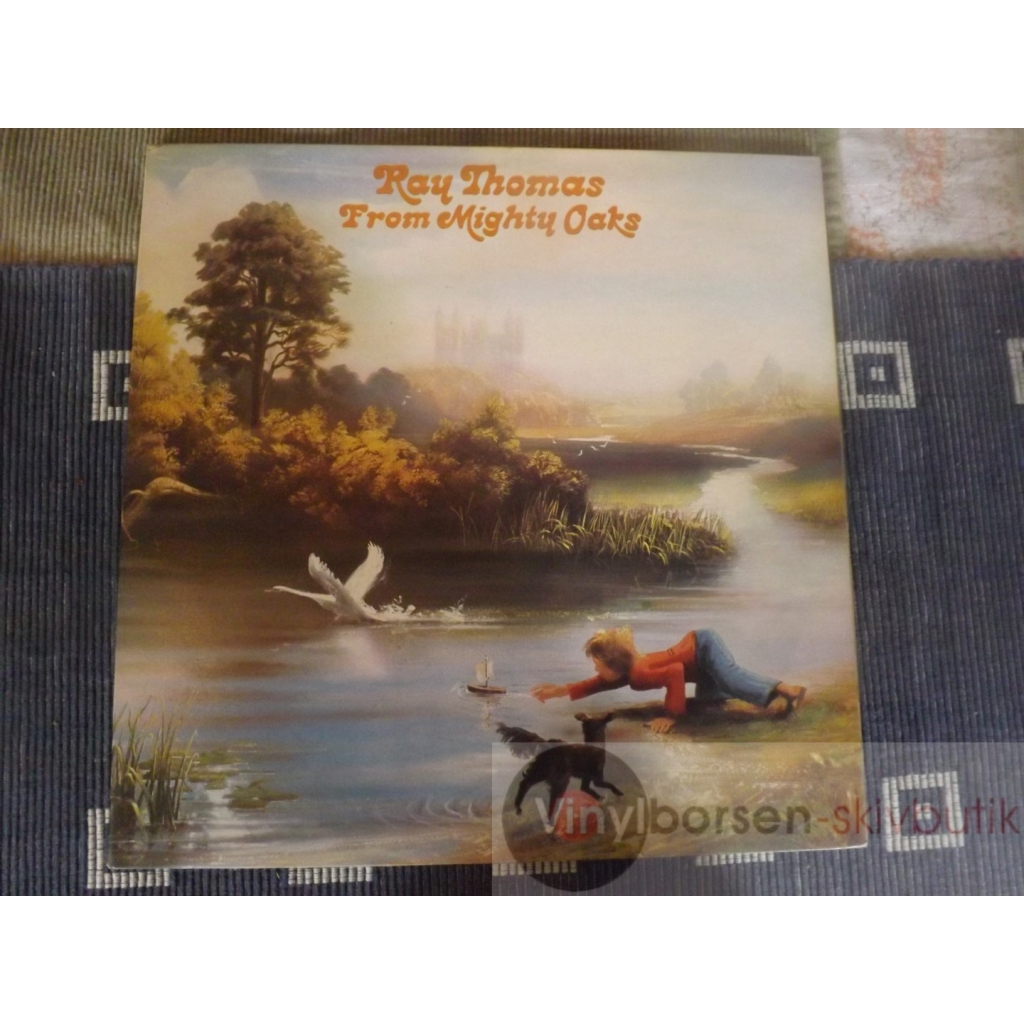 Ray Thomas
From Mighty Oaks
Vinylborsen-skivbutik